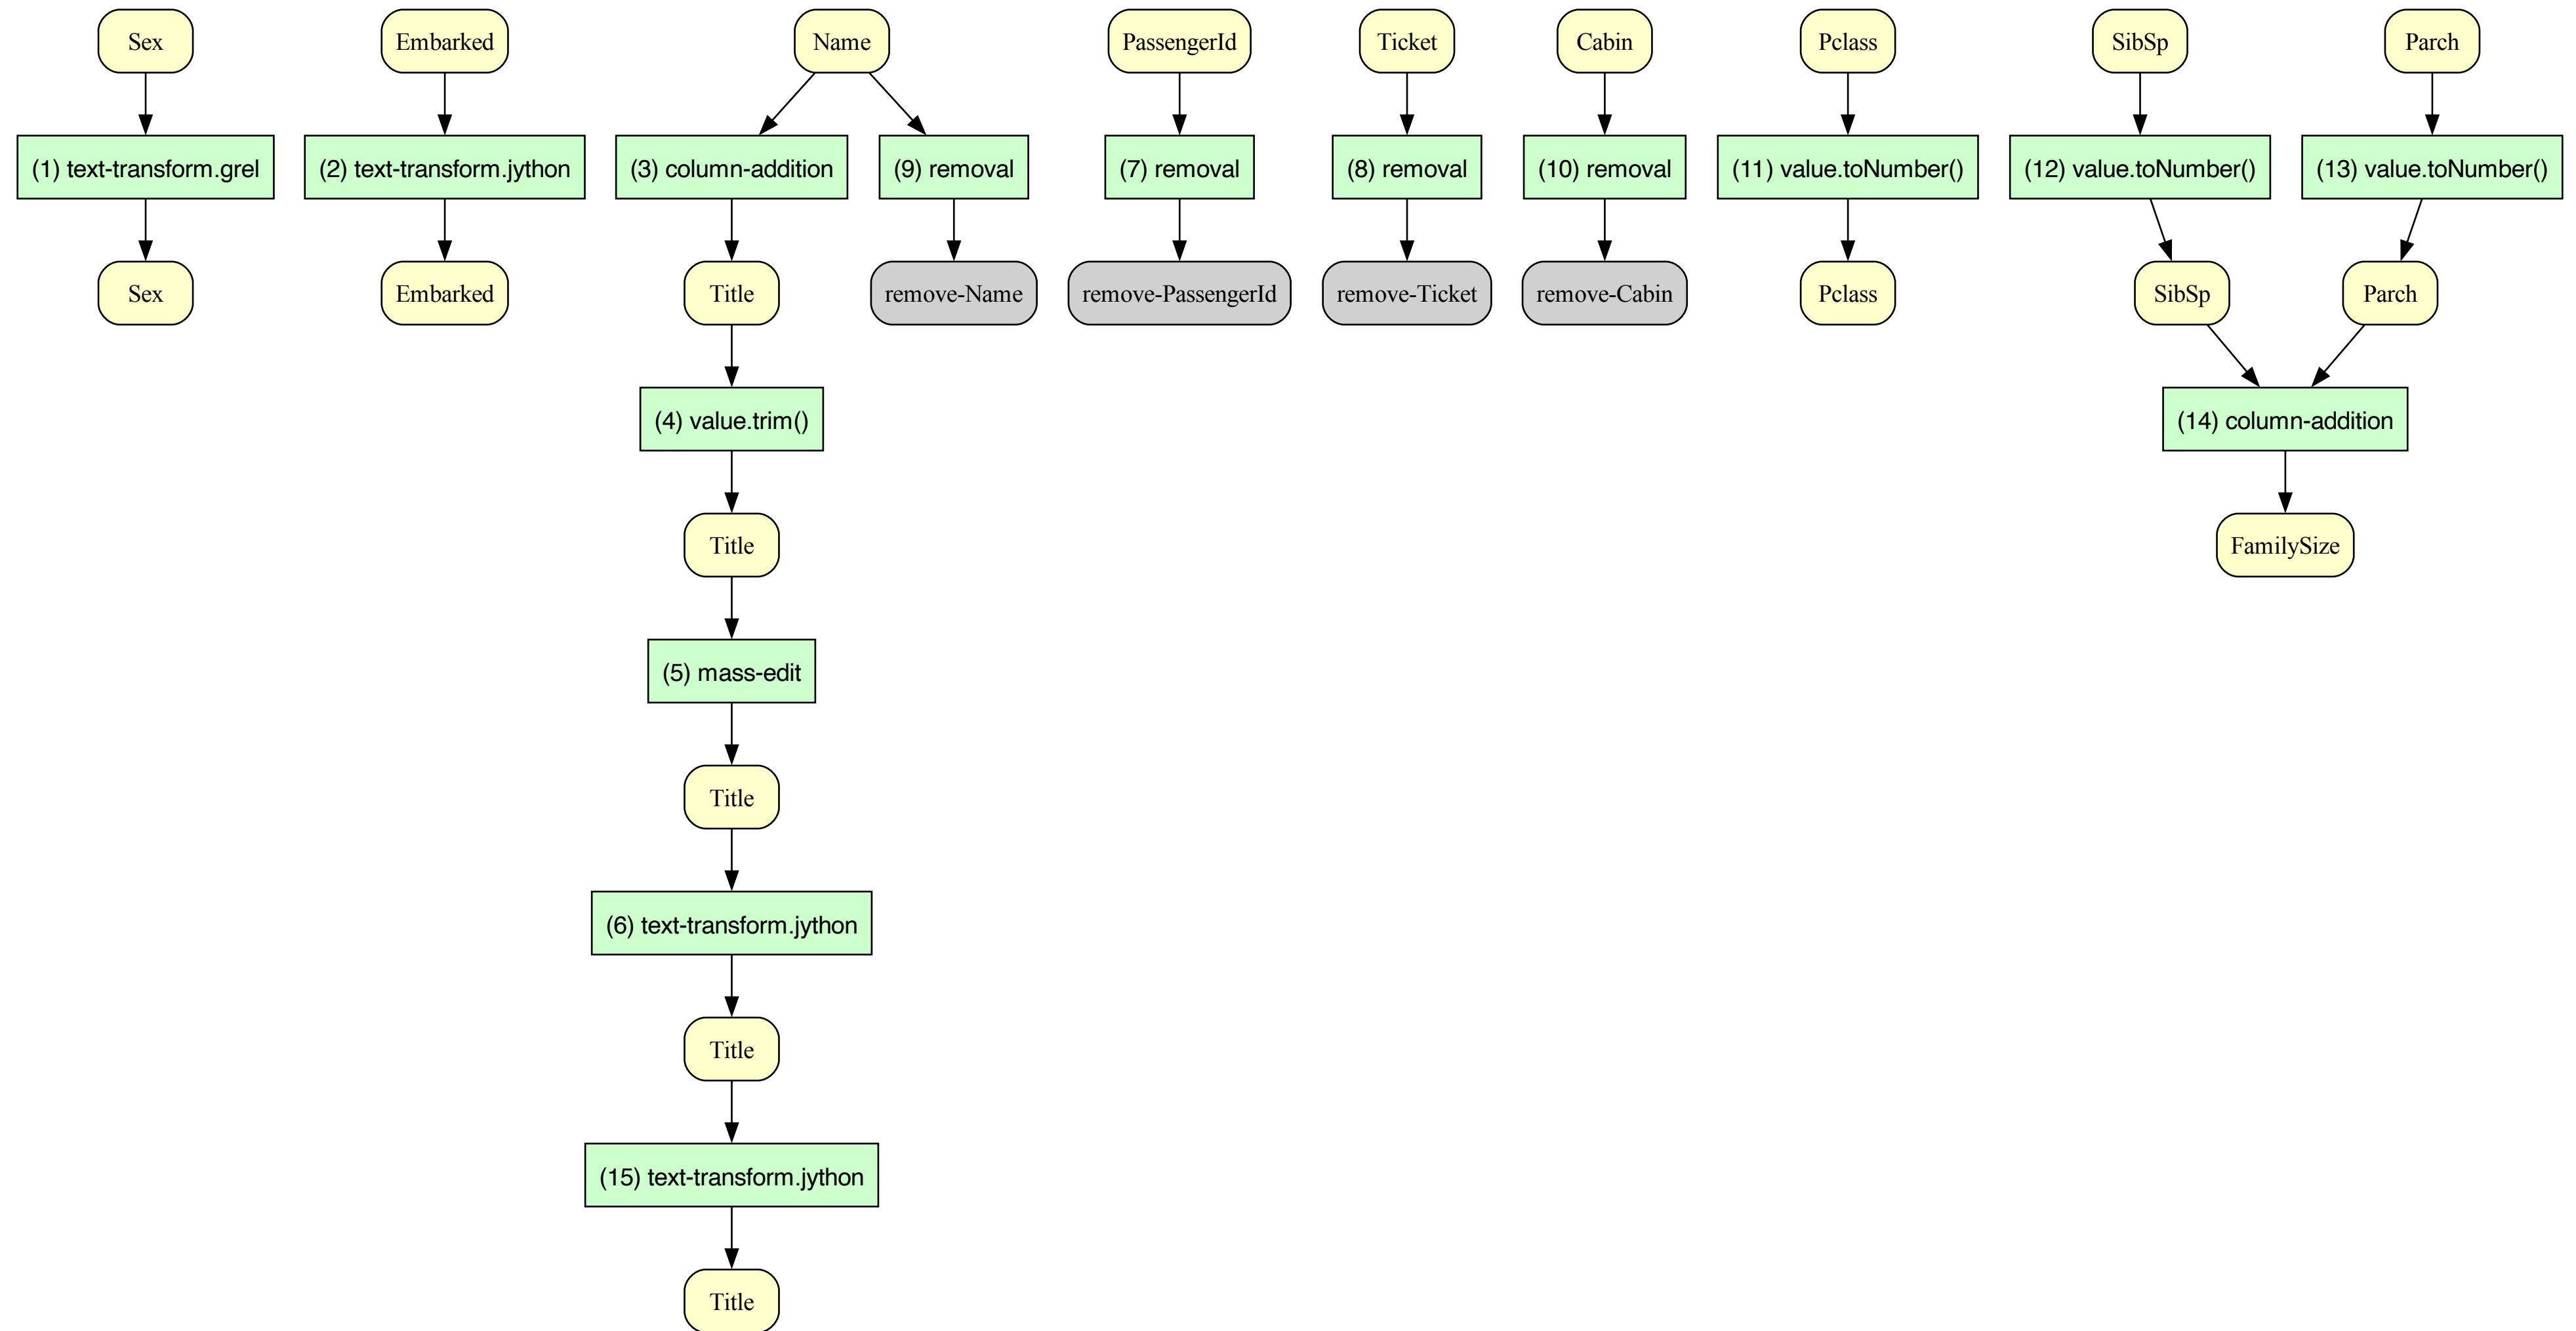 Sex
Embarked
Name
PassengerId
Ticket
Cabin
Pclass
SibSp
Parch
(1) text-transform.grel
(2) text-transform.jython
(3) column-addition
(9) removal
(7) removal
(8) removal
(10) removal
(11) value.toNumber()
(12) value.toNumber()
(13) value.toNumber()
Sex
Embarked
Title
remove-Name
remove-PassengerId
remove-Ticket
remove-Cabin
Pclass
SibSp
Parch
(4) value.trim()
(14) column-addition
Title
FamilySize
(5) mass-edit
Title
(6) text-transform.jython
Title
(15) text-transform.jython
Title